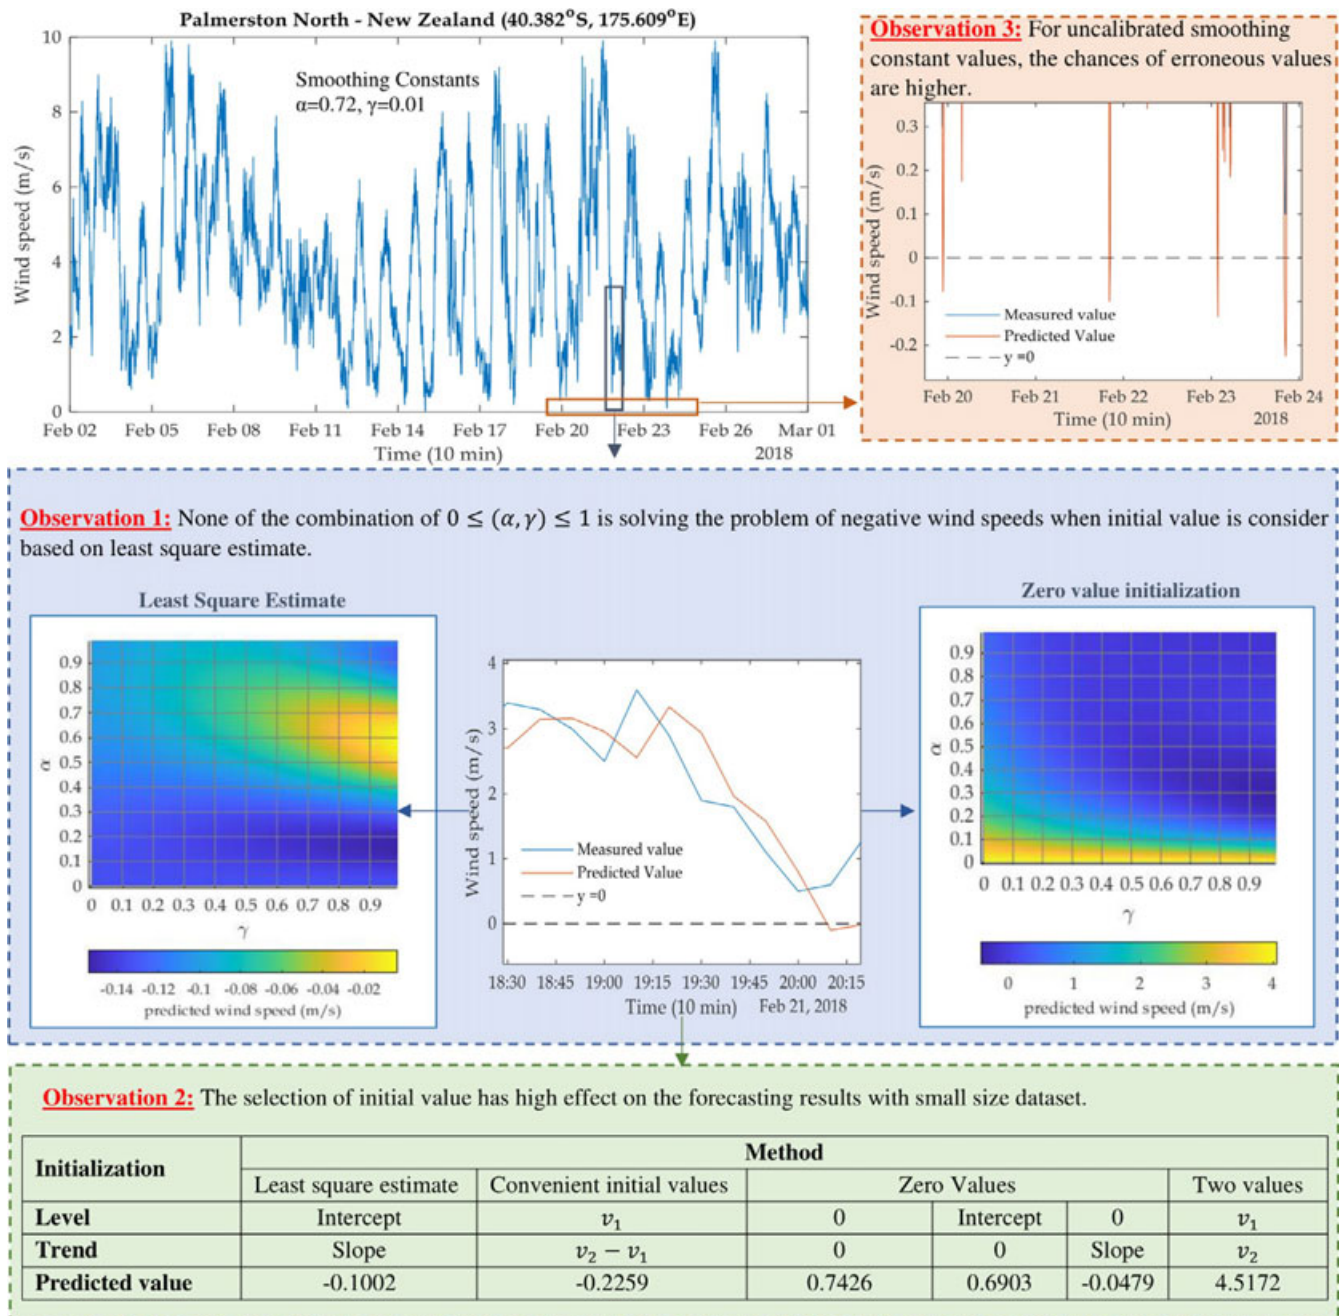 Palmerston North - New Zealand (40.382°S, 175.609°E)
Smoothing Constants
α=0.72, γ=0.01
Wind speed (m/s)
10
8
6
4
2
0
Feb 02 Feb 05 Feb 08 Feb 11 Feb 14 Feb 17 Feb 20 Feb 23 Feb 26 Mar 01
Time (10 min) 2018
Observation 3: For uncalibrated smoothing
constant values, the chances of erroneous values
are higher.
Wind speed (m/s)
0.3
0.2
0.1
0
-0.1
-0.2
Measured value
Predicted Value
y =0
Feb 20 Feb 21 Feb 22 Feb 23 Feb 24
Time (10 min) 2018
Observation 1: None of the combination of 0 ≤ (α, γ) ≤ 1 is solving the problem of negative wind speeds when initial value is consider
based on least square estimate.
Least Square Estimate
α
0.9
0.8
0.7
0.6
0.5
0.4
0.3
0.2
0.1
0
0 0.1 0.2 0.3 0.4 0.5 0.6 0.7 0.8 0.9
γ
-0.14 -0.12 -0.1 -0.08 -0.06 -0.04 -0.02
predicted wind speed (m/s)
Wind speed (m/s)
4
3
2
1
0
Measured value
Predicted Value
y =0
18:30 18:45 19:00 19:15 19:30 19:45 20:00 20:15
Time (10 min) Feb 21, 2018
Zero value initialization
α
0.9
0.8
0.7
0.6
0.5
0.4
0.3
0.2
0.1
0
0 0.1 0.2 0.3 0.4 0.5 0.6 0.7 0.8 0.9
γ
0 1 2 3 4
predicted wind speed (m/s)
Observation 2: The selection of initial value has high effect on the forecasting results with small size dataset.
Initialization Method
Least square estimate Convenient initial values Zero Values Two values
Level Intercept v₁ 0 Intercept 0 v₁
Trend Slope v₂ − v₁ 0 0 Slope v₂
Predicted value -0.1002 -0.2259 0.7426 0.6903 -0.0479 4.5172